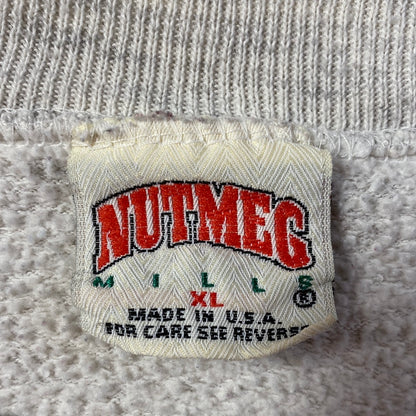 NUTMEG
MILLS ®
XL
MADE IN U.S.A.
FOR CARE SEE REVERSE